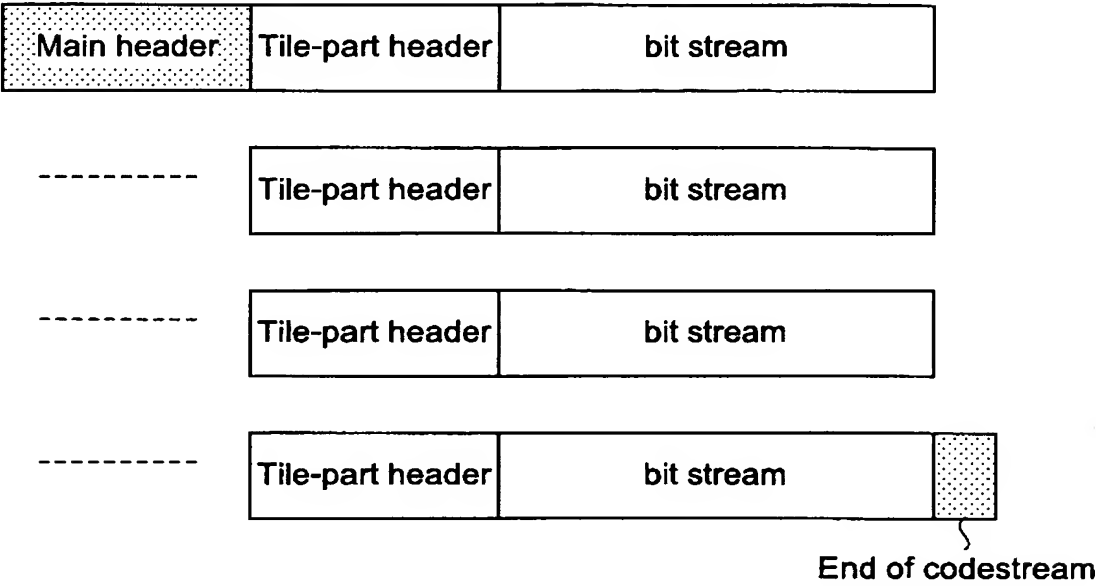 Main header Tile-part header bit stream
Tile-part header bit stream
Tile-part header bit stream
Tile-part header bit stream
End of codestream